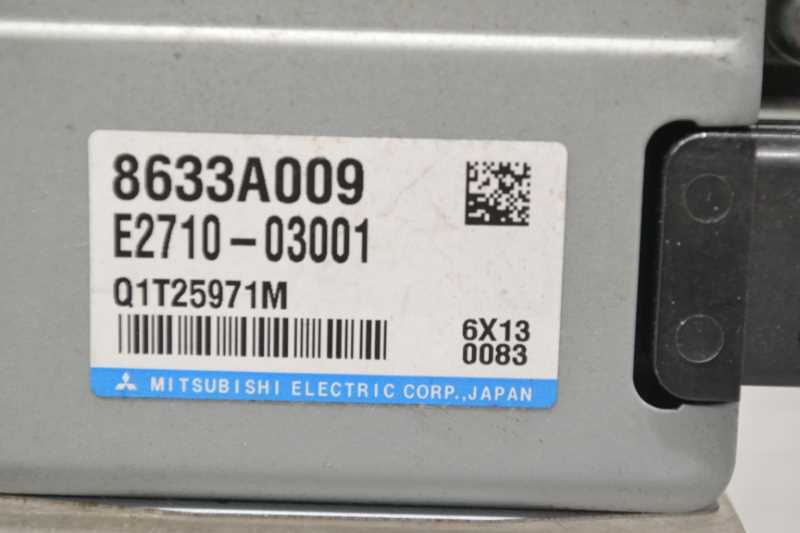 8633A009
E2710-03001
Q1T25971M
6X13
0083
MITSUBISHI ELECTRIC CORP.,JAPAN